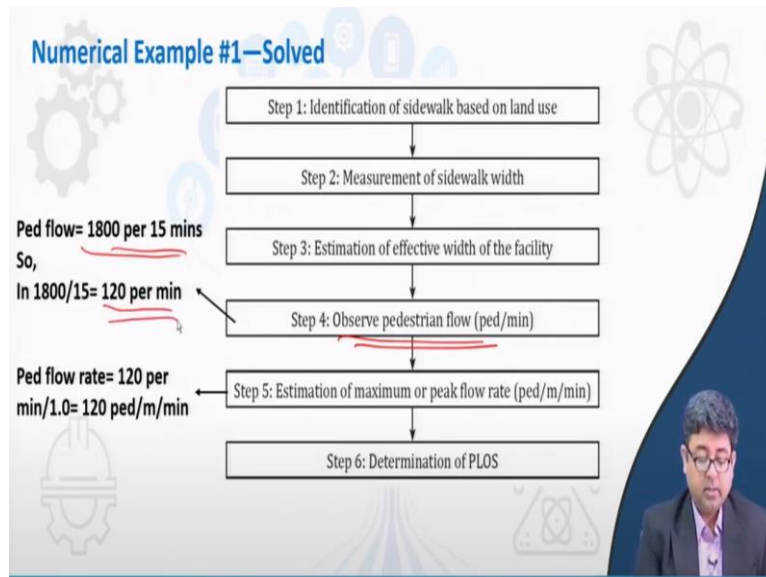 Numerical Example #1—Solved
Step 1: Identification of sidewalk based on land use
Step 2: Measurement of sidewalk width
Step 3: Estimation of effective width of the facility
Ped flow= 1800 per 15 mins
So,
In 1800/15= 120 per min
Step 4: Observe pedestrian flow (ped/min)
Ped flow rate= 120 per
min/1.0= 120 ped/m/min
Step 5: Estimation of maximum or peak flow rate (ped/m/min)
Step 6: Determination of PLOS